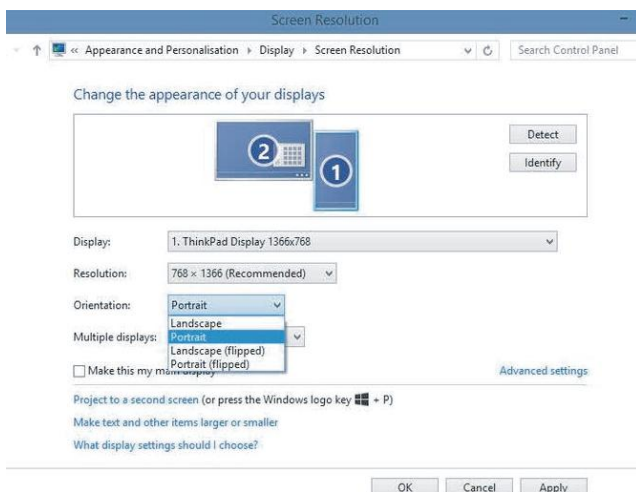 Screen Resolution
« Appearance and Personalisation Display Screen Resolution Search Control Panel
Change the appearance of your displays
2
1
Detect
Identify
Display: 1. ThinkPad Display 1366x768
Resolution: 768 × 1366 (Recommended)
Orientation: Portrait
Landscape
Multiple displays: Portrait
Landscape (flipped)
Portrait (flipped)
Make this my main display Advanced settings
Project to a second screen (or press the Windows logo key + P)
Make text and other items larger or smaller
What display settings should I choose?
OK Cancel Apply